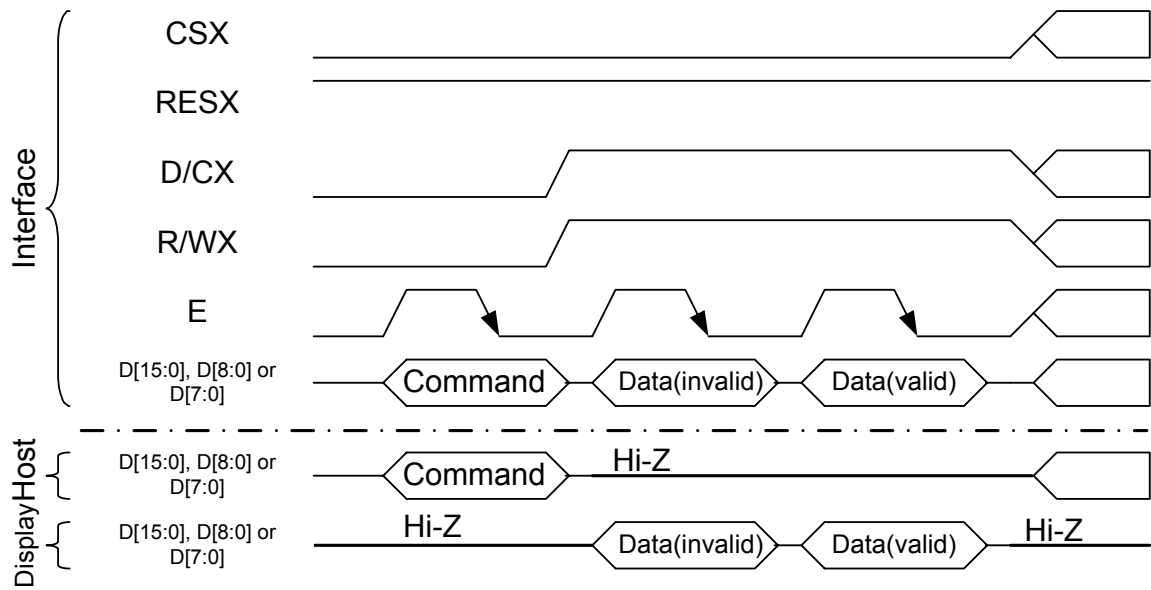 Interface
CSX
RESX
D/CX
R/WX
E
D[15:0], D[8:0] or
D[7:0]
Command
Data(invalid)
Data(valid)
Host
D[15:0], D[8:0] or
D[7:0]
Command
Hi-Z
Display
D[15:0], D[8:0] or
D[7:0]
Hi-Z
Data(invalid)
Data(valid)
Hi-Z